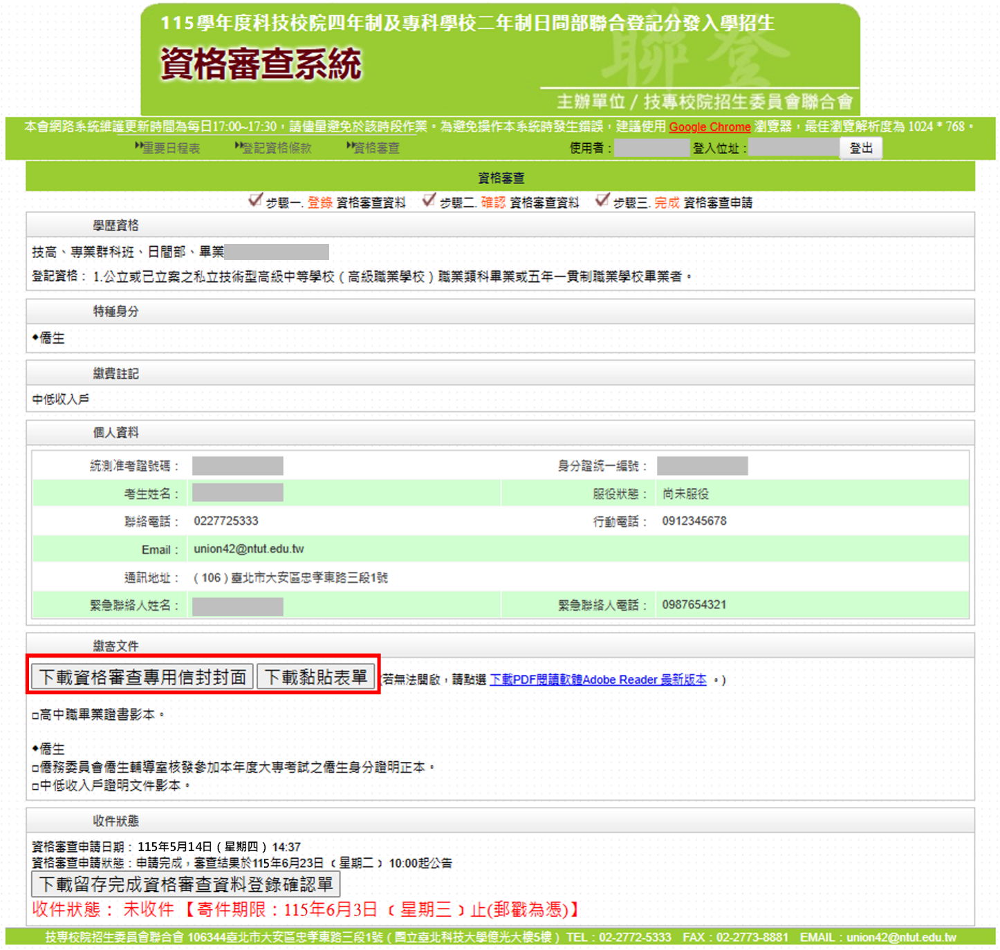 115學年度科技校院四年制及專科學校二年制日間部聯合登記分發入學招生
資格審查系統
聯登
主辦單位 / 技專校院招生委員會聯合會
本會網路系統維護更新時間為每日17:00~17:30，請儘量避免於該時段作業。為避免操作本系統時發生錯誤，建議使用 Google Chrome 瀏覽器，最佳瀏覽解析度為 1024 * 768。
重要日程表 登記資格條款 資格審查 使用者： 登入位址： 登出
資格審查
步驟一. 登錄 資格審查資料 步驟二. 確認 資格審查資料 步驟三. 完成 資格審查申請
學歷資格
技高、專業群科班、日間部、畢業
登記資格： 1.公立或已立案之私立技術型高級中等學校（高級職業學校）職業類科畢業或五年一貫制職業學校畢業者。
特種身分
◆僑生
繳費註記
中低收入戶
個人資料
統測准考證號碼： 身分證統一編號：
考生姓名： 服役狀態： 尚未服役
聯絡電話： 0227725333 行動電話： 0912345678
Email： union42@ntut.edu.tw
通訊地址： （106）臺北市大安區忠孝東路三段1號
緊急聯絡人姓名： 緊急聯絡人電話： 0987654321
繳寄文件
下載資格審查專用信封封面 下載黏貼表單 若無法開啟，請點選 下載PDF閱讀軟體Adobe Reader 最新版本 。）
□高中職畢業證書影本。
◆僑生
□僑務委員會僑生輔導室核發參加本年度大專考試之僑生身分證明正本。
□中低收入戶證明文件影本。
收件狀態
資格審查申請日期： 115年5月14日（星期四）14:37
資格審查申請狀態：申請完成，審查結果於115年6月23日（星期二）10:00起公告
下載留存完成資格審查資料登錄確認單
收件狀態： 未收件【寄件期限：115年6月3日（星期三）止(郵戳為憑)】
技專校院招生委員會聯合會 106344臺北市大安區忠孝東路三段1號（國立臺北科技大學億光大樓5樓）TEL：02-2772-5333 FAX：02-2773-8881 EMAIL：union42@ntut.edu.tw